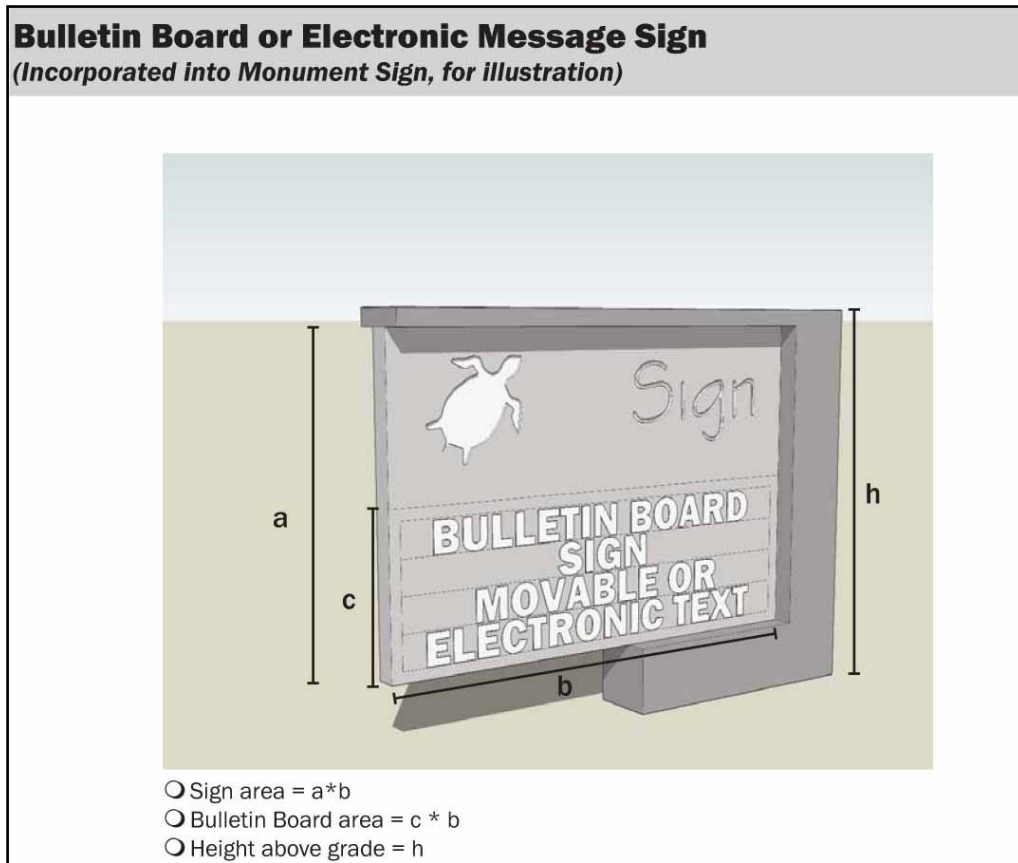 Bulletin Board or Electronic Message Sign
(Incorporated into Monument Sign, for illustration)
Sign
a
h
BULLETIN BOARD
SIGN
MOVABLE OR
ELECTRONIC TEXT
c
b
Sign area = a*b
Bulletin Board area = c * b
Height above grade = h